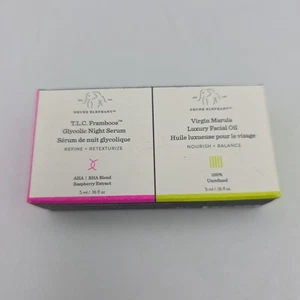 DRUNK ELEPHANT™
T.L.C. Framboos™
Glycolic Night Serum
Sérum de nuit glycolique
REFINE + RETEXTURIZE
AHA | BHA Blend
Raspberry Extract
5 ml / .16 fl oz
DRUNK ELEPHANT™
Virgin Marula
Luxury Facial Oil
Huile luxueuse pour le visage
NOURISH + BALANCE
100%
Unrefined
5 ml / .16 fl oz